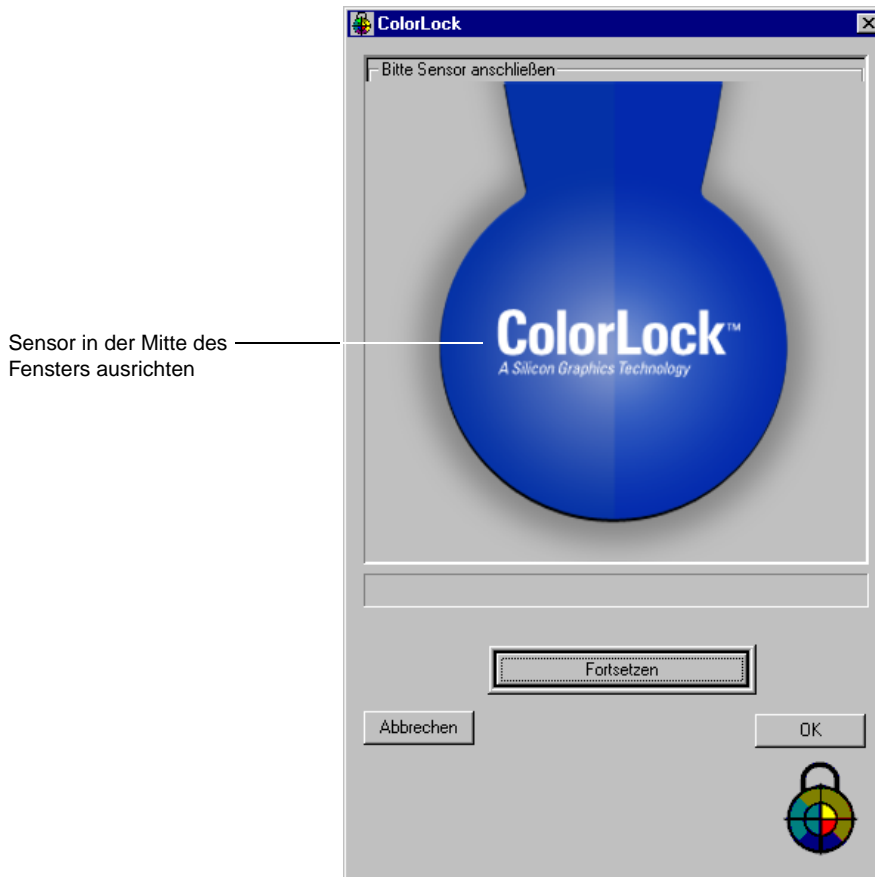 ColorLock
Bitte Sensor anschließen
ColorLock™
A Silicon Graphics Technology
Sensor in der Mitte des
Fensters ausrichten
Fortsetzen
Abbrechen
OK